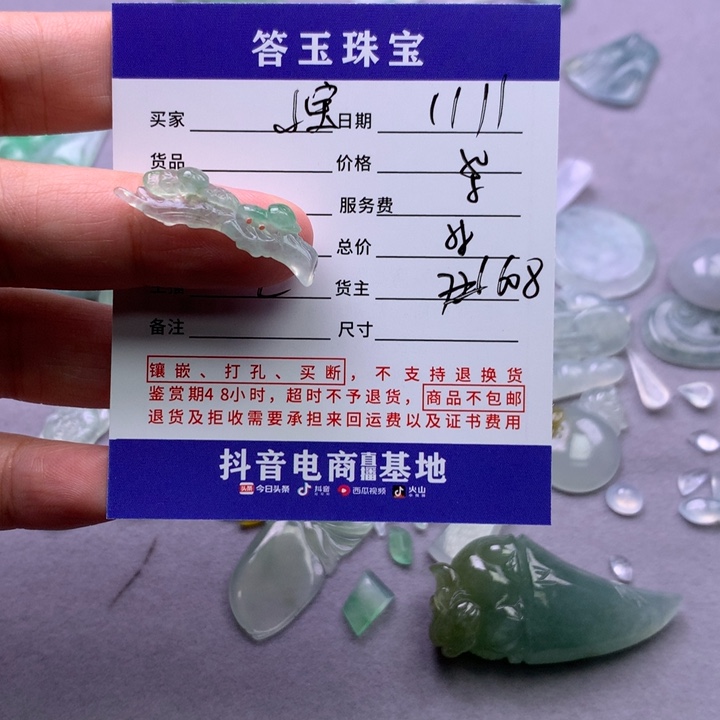 答玉珠宝
买家 宝 日期 1111
货品 价格
服务费
总价
货主 168
备注 尺寸
镶嵌、打孔、买断，不支持退换货
鉴赏期48小时，超时不予退货，商品不包邮
退货及拒收需要承担来回运费以及证书费用
抖音电商直播基地
头条 今日头条 抖音 西瓜视频 火山